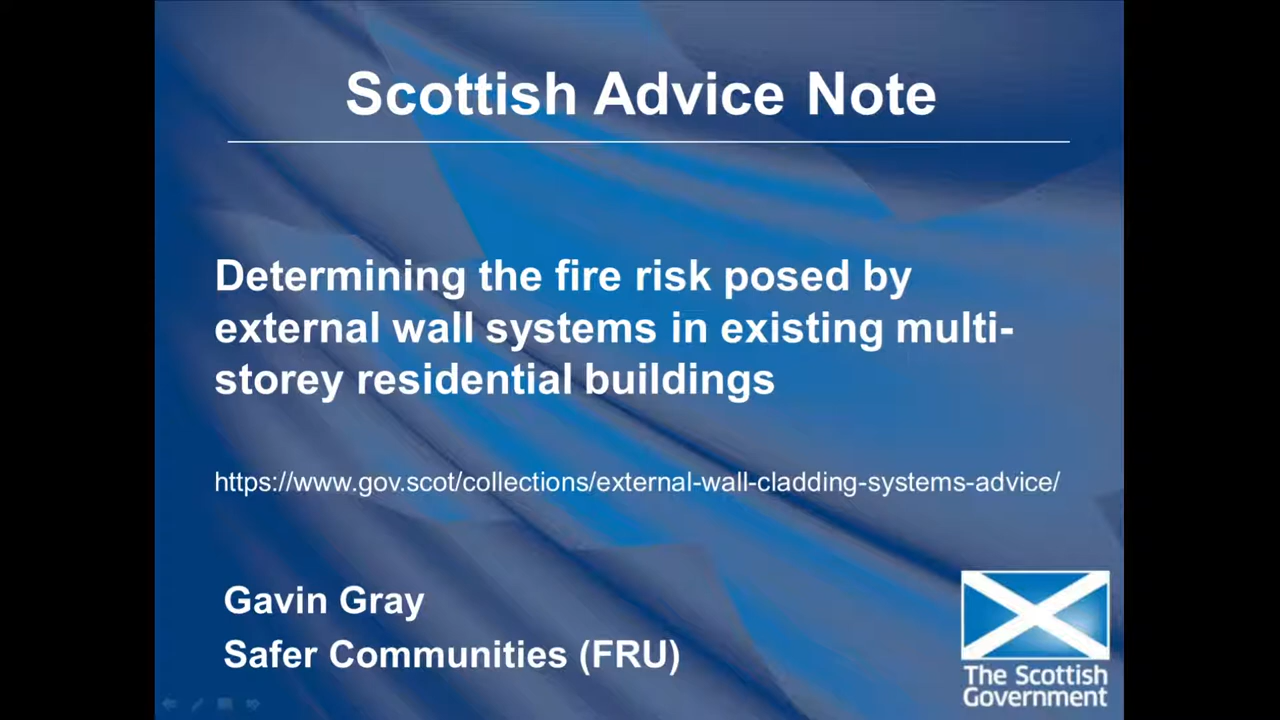 Scottish Advice Note
Determining the fire risk posed by
external wall systems in existing multi-
storey residential buildings
https://www.gov.scot/collections/external-wall-cladding-systems-advice/
Gavin Gray
Safer Communities (FRU)
The Scottish
Government